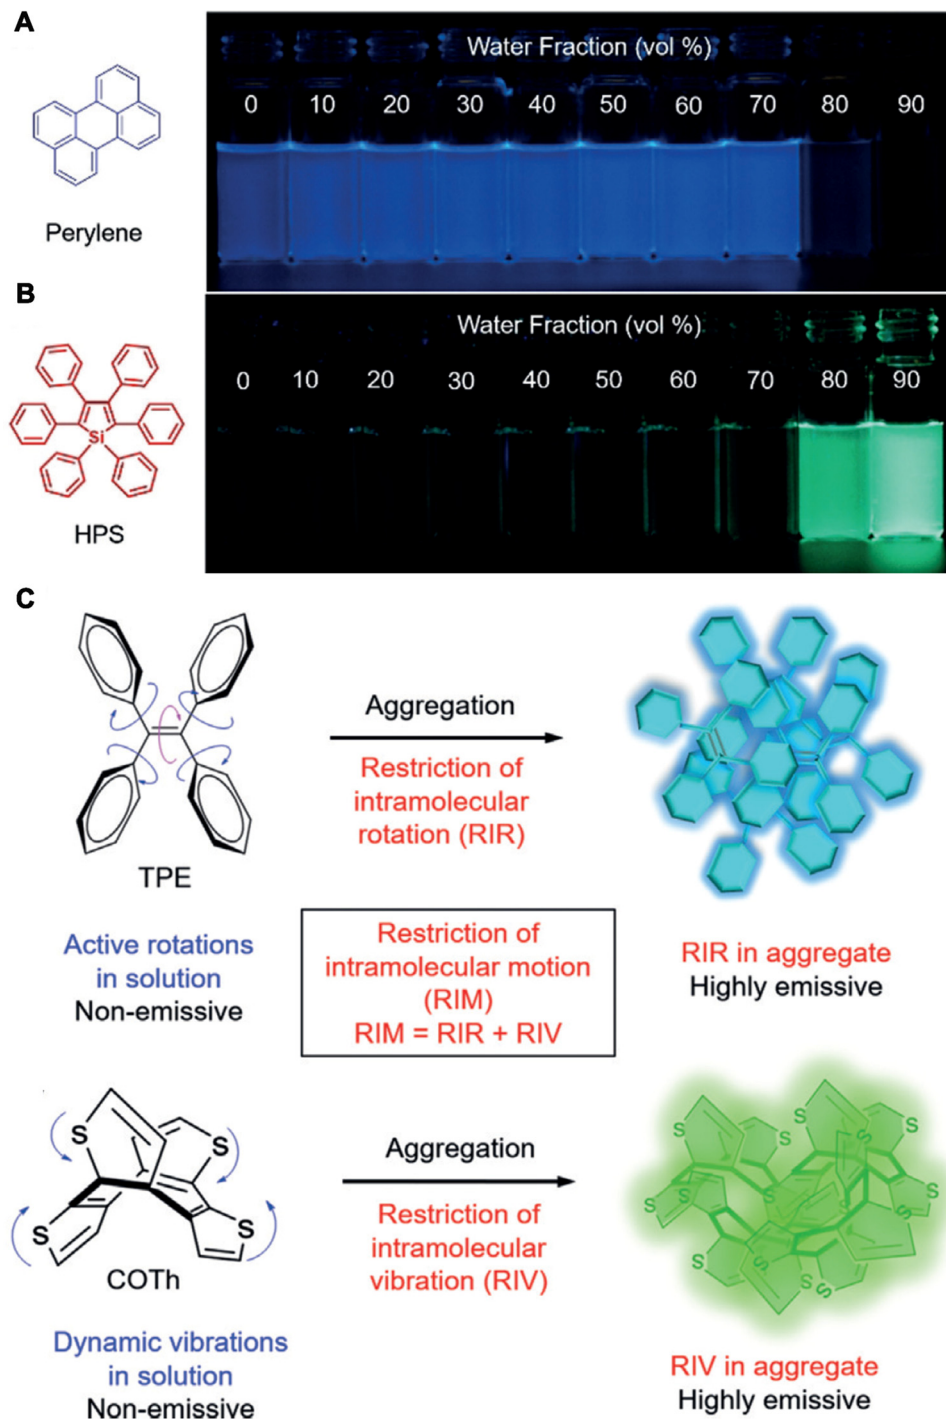 A
Water Fraction (vol %)
0 10 20 30 40 50 60 70 80 90
Perylene
B
Water Fraction (vol %)
0 10 20 30 40 50 60 70 80 90
Si
HPS
C
Aggregation
Restriction of
intramolecular
rotation (RIR)
TPE
Active rotations
in solution
Non-emissive
Restriction of
intramolecular motion
(RIM)
RIM = RIR + RIV
RIR in aggregate
Highly emissive
S
S
S
S
COTh
Aggregation
Restriction of
intramolecular
vibration (RIV)
S S S S
S
S S
S
S S S
S
Dynamic vibrations
in solution
Non-emissive
RIV in aggregate
Highly emissive